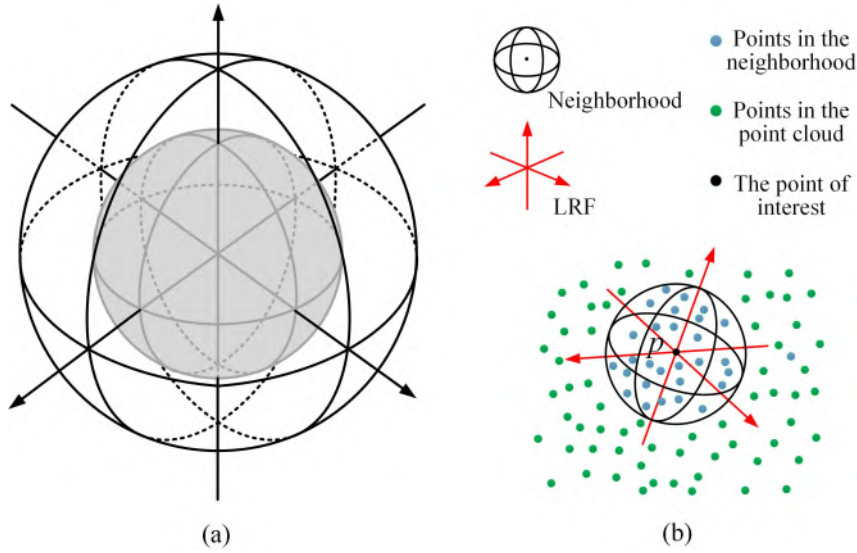 Neighborhood
LRF
Points in the
neighborhood
Points in the
point cloud
The point of
interest
p
(a)
(b)